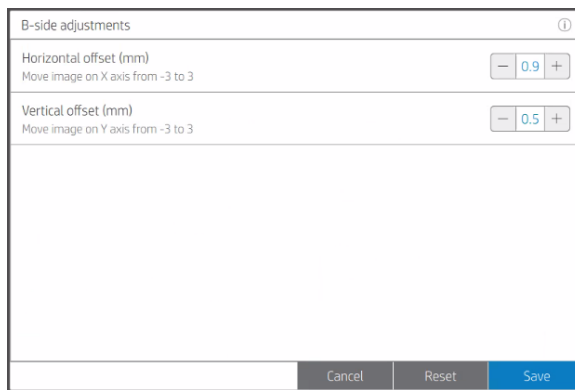 B-side adjustments
Horizontal offset (mm)
Move image on X axis from -3 to 3
− 0.9 +
Vertical offset (mm)
Move image on Y axis from -3 to 3
− 0.5 +
Cancel Reset Save